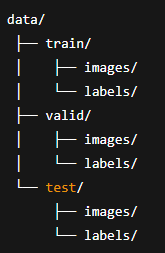 data/
├── train/
│   ├── images/
│   └── labels/
├── valid/
│   ├── images/
│   └── labels/
└── test/
    ├── images/
    └── labels/